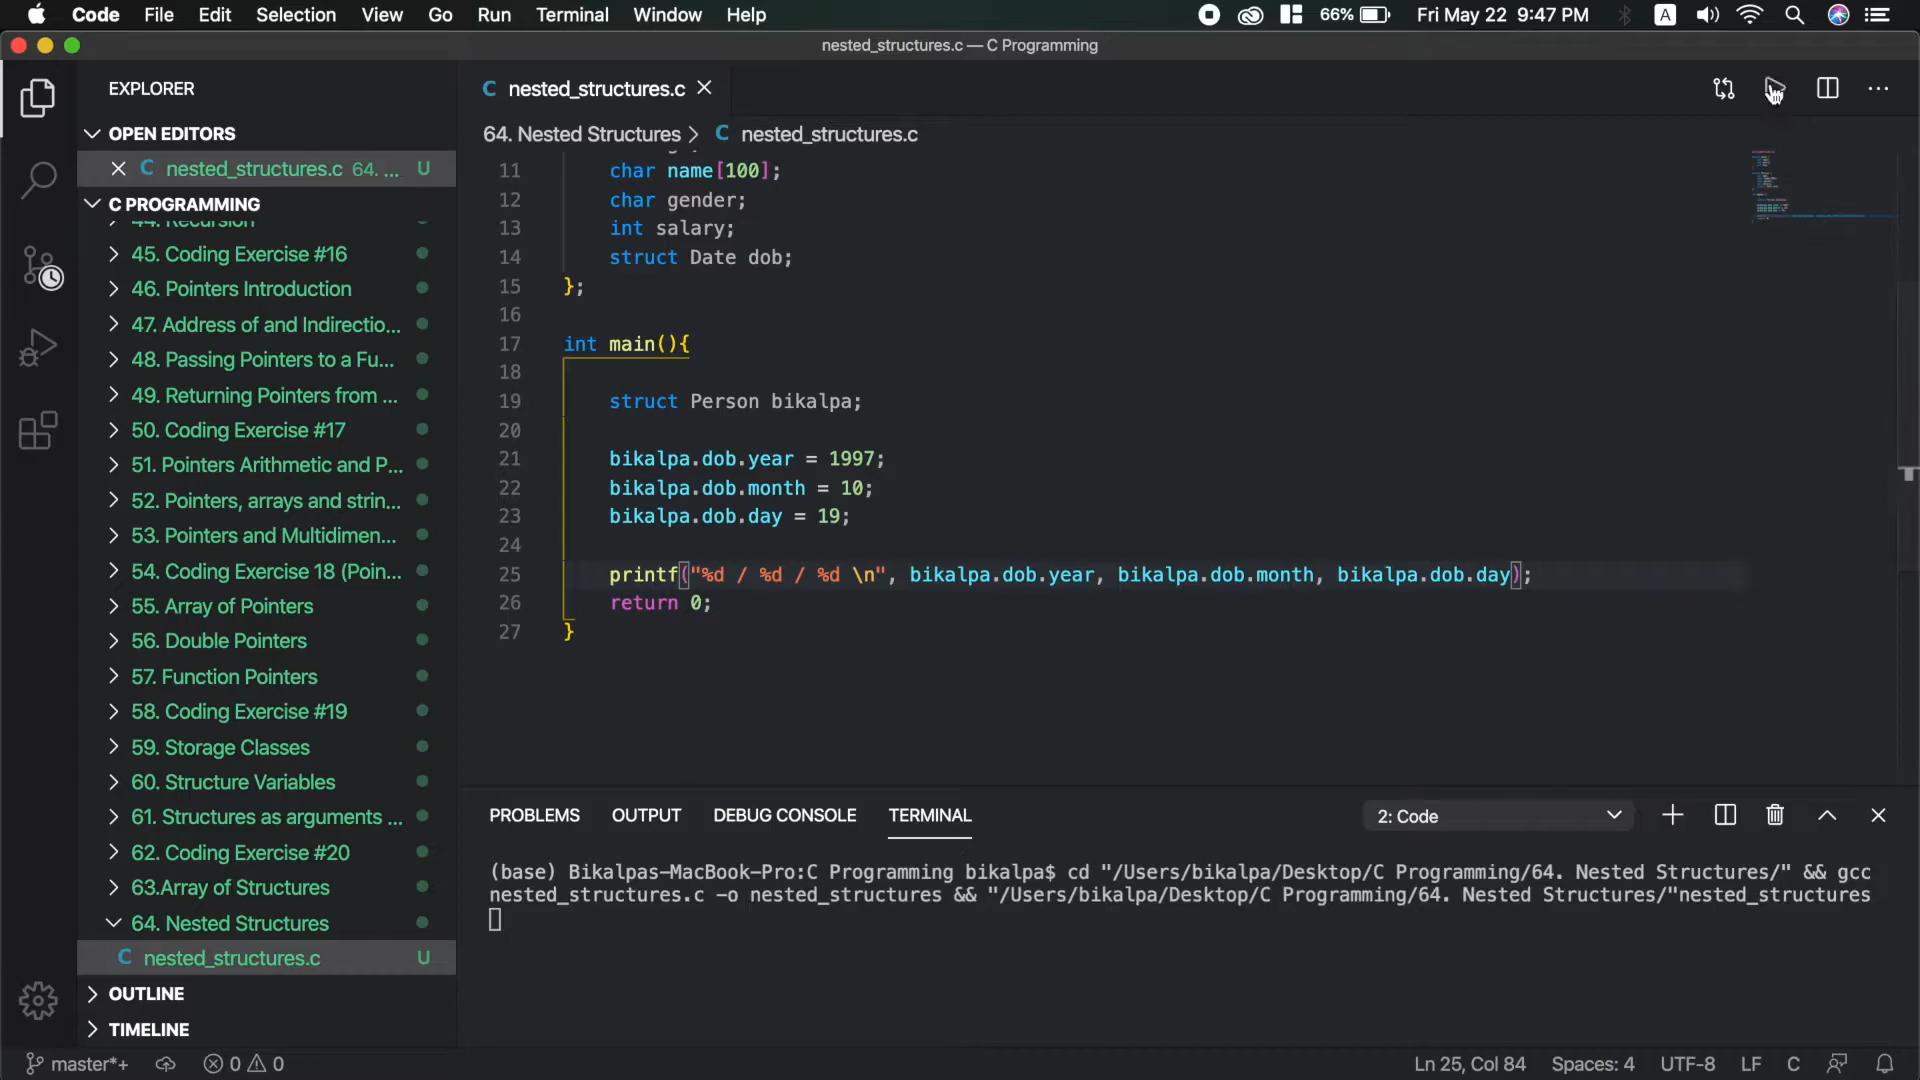 Code File Edit Selection View Go Run Terminal Window Help 66% Fri May 22 9:47 PM A
nested_structures.c — C Programming
EXPLORER
C nested_structures.c
OPEN EDITORS
64. Nested Structures > C nested_structures.c
C nested_structures.c 64. ... U
C PROGRAMMING
44. Recursion
45. Coding Exercise #16
46. Pointers Introduction
47. Address of and Indirectio...
48. Passing Pointers to a Fu...
49. Returning Pointers from ...
50. Coding Exercise #17
51. Pointers Arithmetic and P...
52. Pointers, arrays and strin...
53. Pointers and Multidimen...
54. Coding Exercise 18 (Poin...
55. Array of Pointers
56. Double Pointers
57. Function Pointers
58. Coding Exercise #19
59. Storage Classes
60. Structure Variables
61. Structures as arguments ...
62. Coding Exercise #20
63.Array of Structures
64. Nested Structures
C nested_structures.c U
OUTLINE
TIMELINE
11 char name[100];
12 char gender;
13 int salary;
14 struct Date dob;
15 };
16
17 int main(){
18
19 struct Person bikalpa;
20
21 bikalpa.dob.year = 1997;
22 bikalpa.dob.month = 10;
23 bikalpa.dob.day = 19;
24
25 printf("%d / %d / %d \n", bikalpa.dob.year, bikalpa.dob.month, bikalpa.dob.day);
26 return 0;
27 }
PROBLEMS OUTPUT DEBUG CONSOLE TERMINAL 2: Code
(base) Bikalpas-MacBook-Pro:C Programming bikalpa$ cd "/Users/bikalpa/Desktop/C Programming/64. Nested Structures/" && gcc
nested_structures.c -o nested_structures && "/Users/bikalpa/Desktop/C Programming/64. Nested Structures/"nested_structures
master*+ 0 0 Ln 25, Col 84 Spaces: 4 UTF-8 LF C